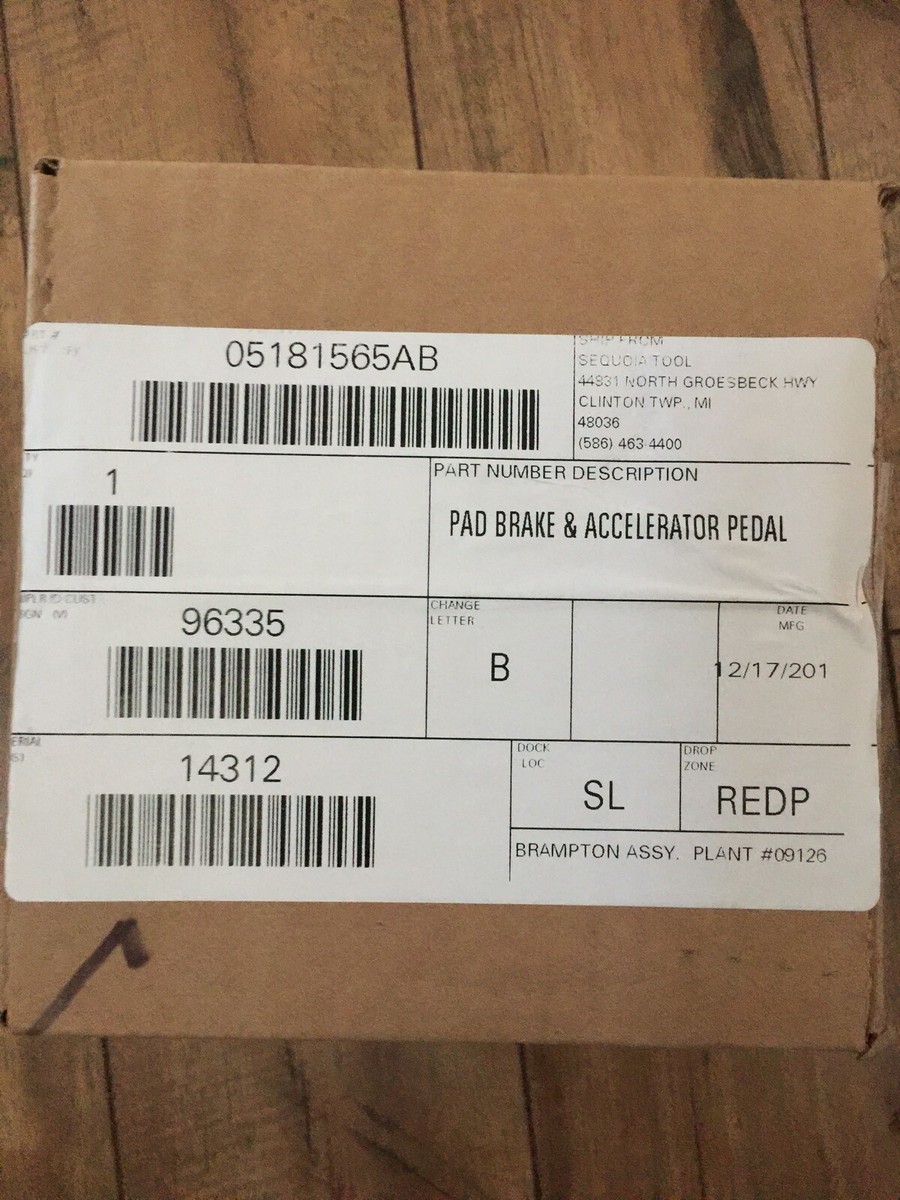 05181565AB
SHIP FROM
SEQUOIA TOOL
44931 NORTH GROESBECK HWY
CLINTON TWP., MI
48036
(586) 463-4400
1
PART NUMBER DESCRIPTION
PAD BRAKE & ACCELERATOR PEDAL
96335
CHANGE
LETTER
B
DATE
MFG
12/17/201
14312
DOCK
LOC
SL
DROP
ZONE
REDP
BRAMPTON ASSY. PLANT #09126